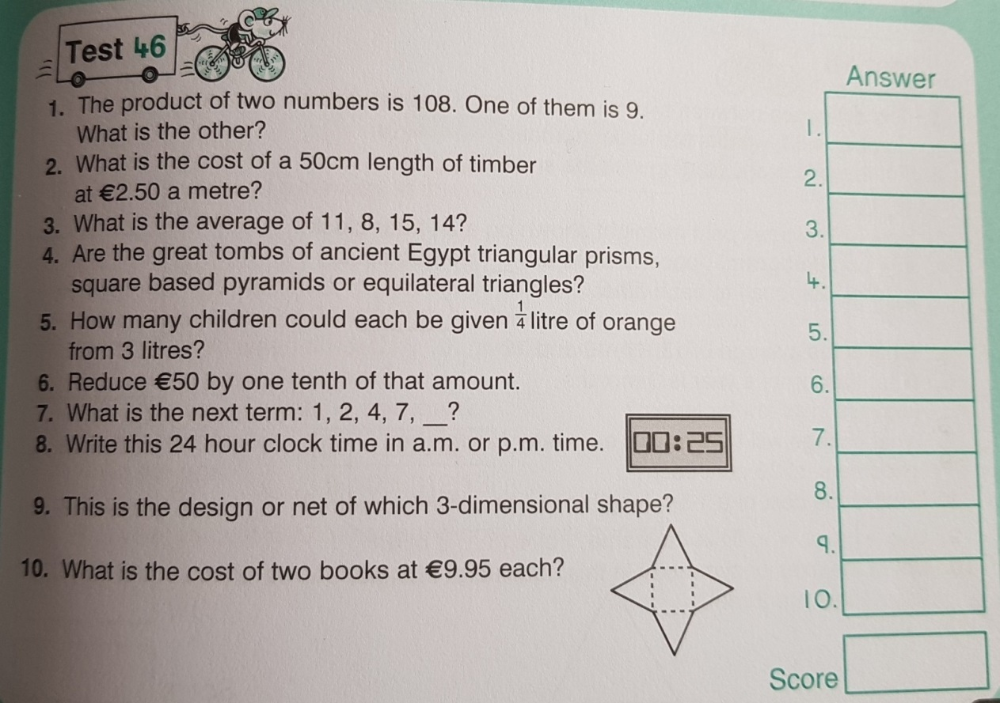 Test 46
Answer
1. The product of two numbers is 108. One of them is 9.
What is the other?
2. What is the cost of a 50cm length of timber
at €2.50 a metre?
3. What is the average of 11, 8, 15, 14?
4. Are the great tombs of ancient Egypt triangular prisms,
square based pyramids or equilateral triangles?
5. How many children could each be given 1/4 litre of orange
from 3 litres?
6. Reduce €50 by one tenth of that amount.
7. What is the next term: 1, 2, 4, 7, __?
8. Write this 24 hour clock time in a.m. or p.m. time.
00:25
9. This is the design or net of which 3-dimensional shape?
10. What is the cost of two books at €9.95 each?
1.
2.
3.
4.
5.
6.
7.
8.
9.
10.
Score